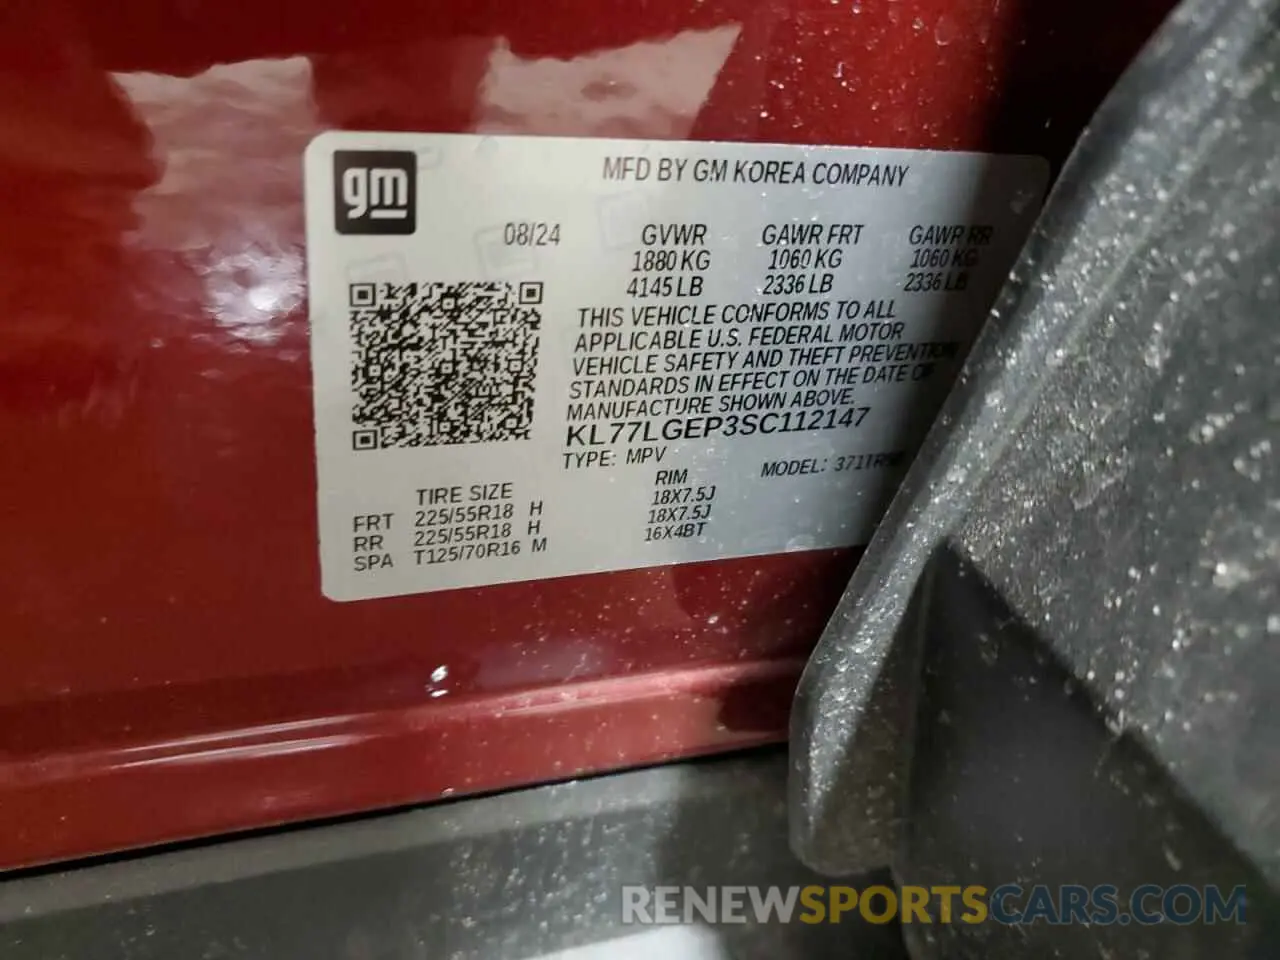 gm
MFD BY GM KOREA COMPANY
08/24 GVWR GAWR FRT GAWR RR
1880 KG 1060 KG 1060 KG
4145 LB 2336 LB 2336 LB
THIS VEHICLE CONFORMS TO ALL
APPLICABLE U.S. FEDERAL MOTOR
VEHICLE SAFETY AND THEFT PREVENTION
STANDARDS IN EFFECT ON THE DATE OF
MANUFACTURE SHOWN ABOVE.
KL77LGEP3SC112147
TYPE: MPV MODEL:
TIRE SIZE RIM
FRT 225/55R18 H 18X7.5J
RR 225/55R18 H 18X7.5J
SPA T125/70R16 M 16X4BT
RENEWSPORTSCARS.COM